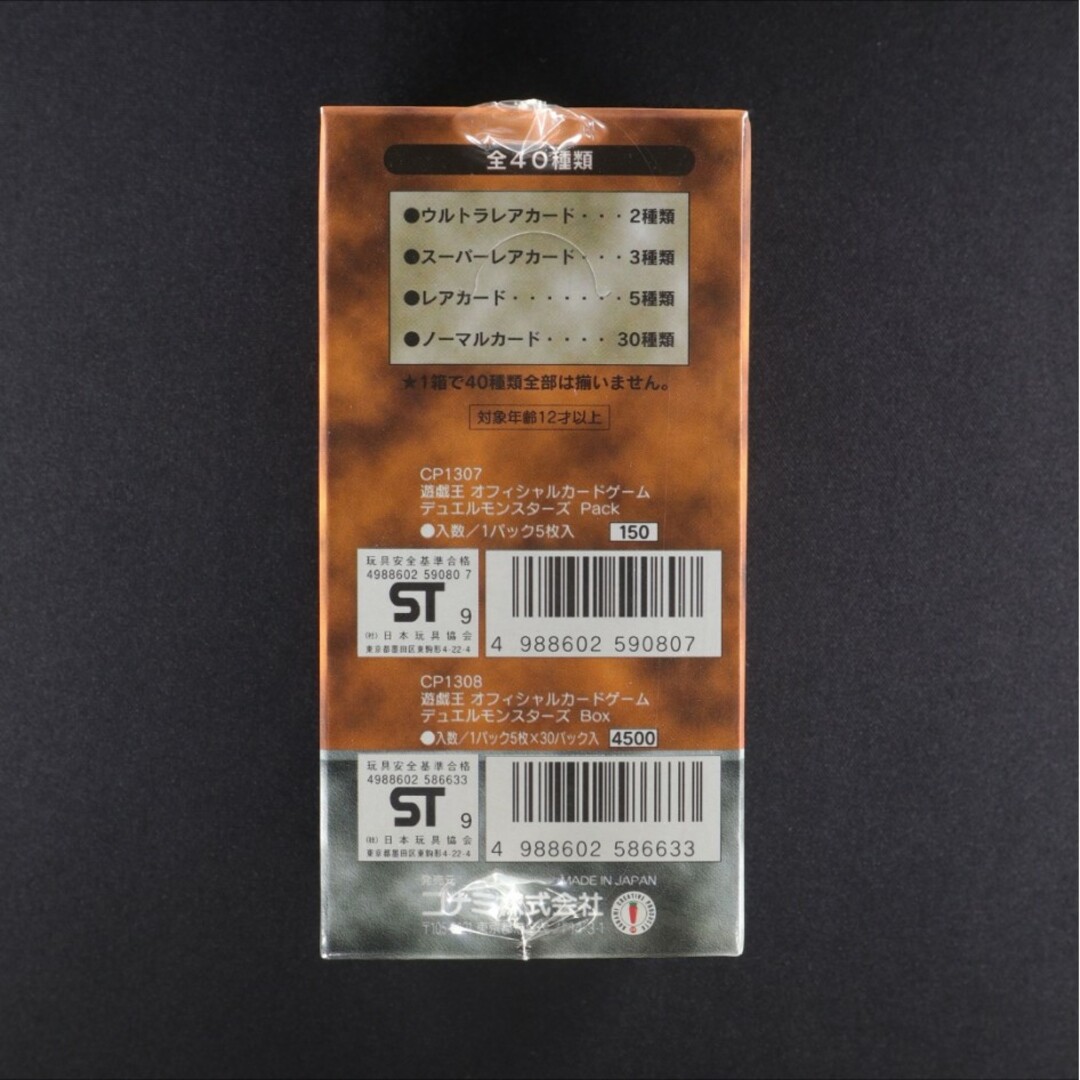 全40種類
●ウルトラレアカード・・・2種類
●スーパーレアカード・・・3種類
●レアカード・・・・・・・5種類
●ノーマルカード・・・・30種類
★1箱で40種類全部は揃いません。
対象年齢12才以上
CP1307
遊戯王 オフィシャルカードゲーム
デュエルモンスターズ Pack
●入数/1パック5枚入 150
玩具安全基準合格
4988602 59080 7
ST 9
(社)日本玩具協会
東京都墨田区東駒形4-22-4
4 988602 590807
CP1308
遊戯王 オフィシャルカードゲーム
デュエルモンスターズ Box
●入数/1パック5枚×30パック入 4500
玩具安全基準合格
4988602 586633
ST 9
(社)日本玩具協会
東京都墨田区東駒形4-22-4
4 988602 586633
発売元
MADE IN JAPAN
コナミ株式会社